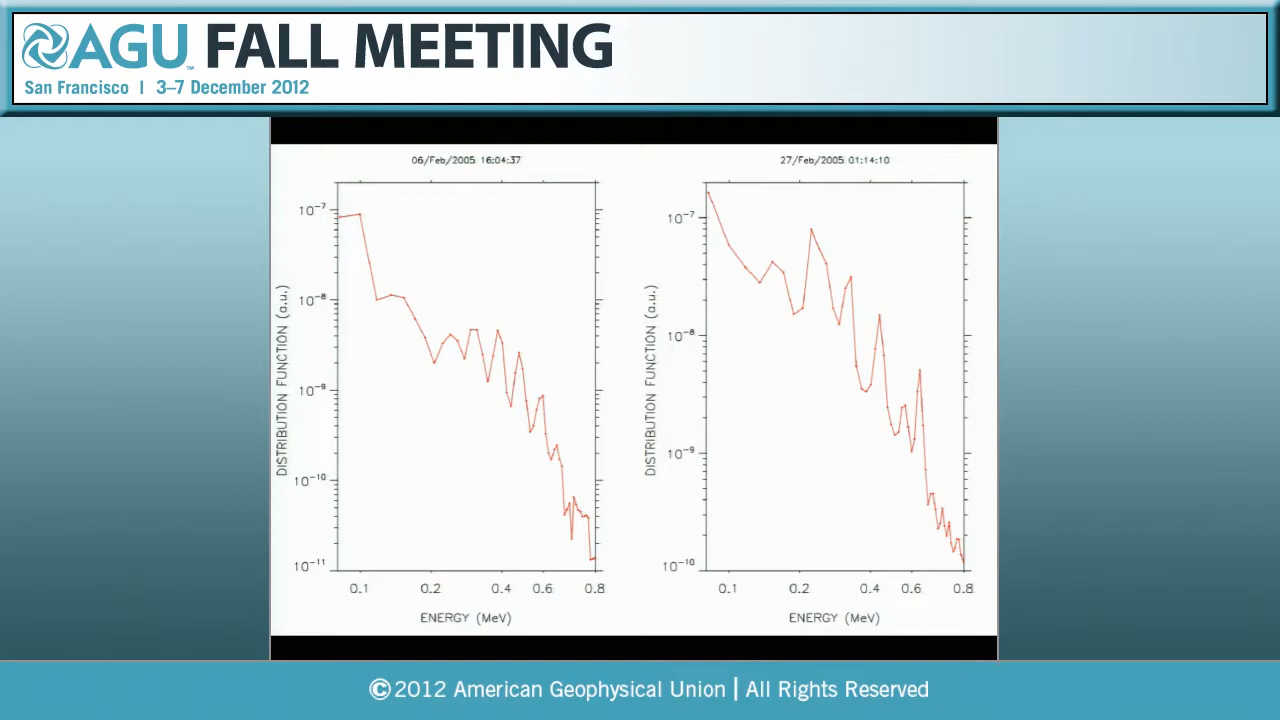 AGU™ FALL MEETING
San Francisco | 3–7 December 2012
06/Feb/2005 16:04:37
10⁻⁷
10⁻⁸
10⁻⁹
10⁻¹⁰
10⁻¹¹
DISTRIBUTION FUNCTION (a.u.)
0.1 0.2 0.4 0.6 0.8
ENERGY (MeV)
27/Feb/2005 01:14:10
10⁻⁷
10⁻⁸
10⁻⁹
10⁻¹⁰
DISTRIBUTION FUNCTION (a.u.)
0.1 0.2 0.4 0.6 0.8
ENERGY (MeV)
©2012 American Geophysical Union | All Rights Reserved